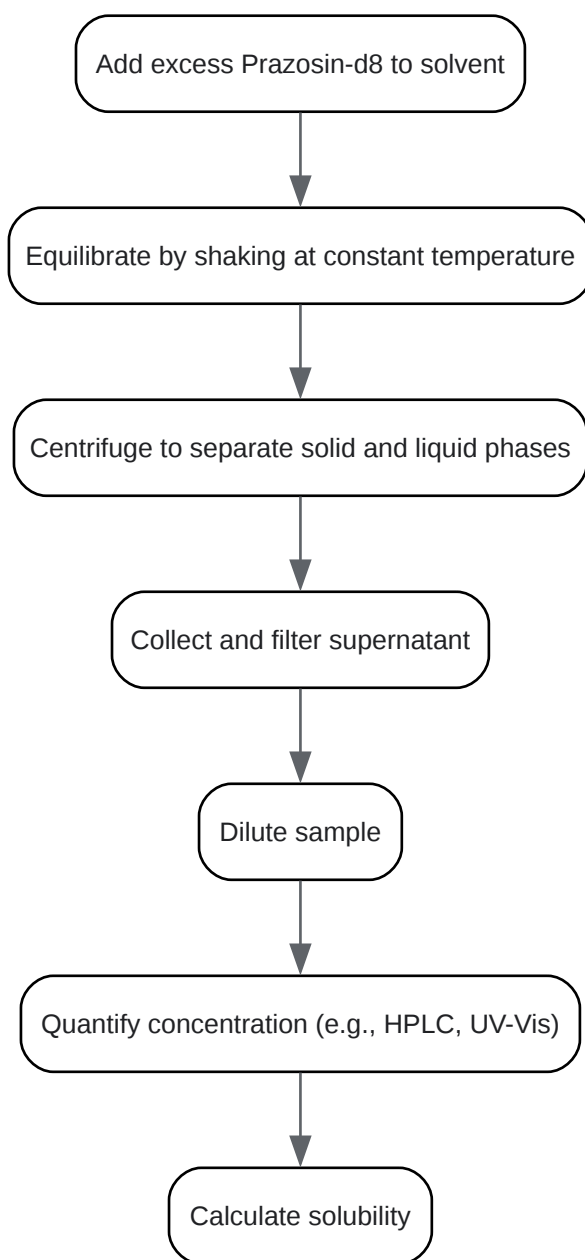 Add excess Prazosin-d8 to solvent
Equilibrate by shaking at constant temperature
Centrifuge to separate solid and liquid phases
Collect and filter supernatant
Dilute sample
Quantify concentration (e.g., HPLC, UV-Vis)
Calculate solubility